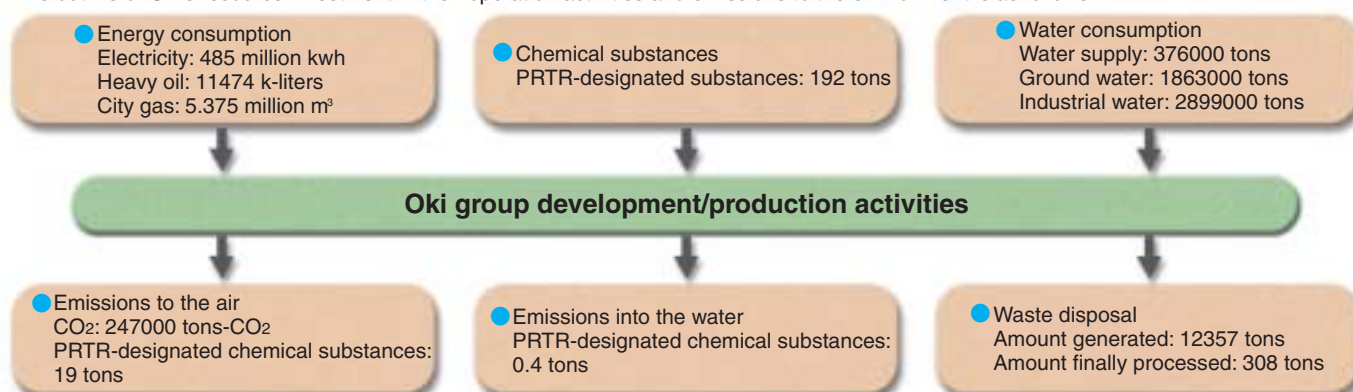 Energy consumption
Electricity: 485 million kwh
Heavy oil: 11474 k-liters
City gas: 5.375 million m³
Chemical substances
PRTR-designated substances: 192 tons
Water consumption
Water supply: 376000 tons
Ground water: 1863000 tons
Industrial water: 2899000 tons
Oki group development/production activities
Emissions to the air
CO2: 247000 tons-CO2
PRTR-designated chemical substances:
19 tons
Emissions into the water
PRTR-designated chemical substances:
0.4 tons
Waste disposal
Amount generated: 12357 tons
Amount finally processed: 308 tons